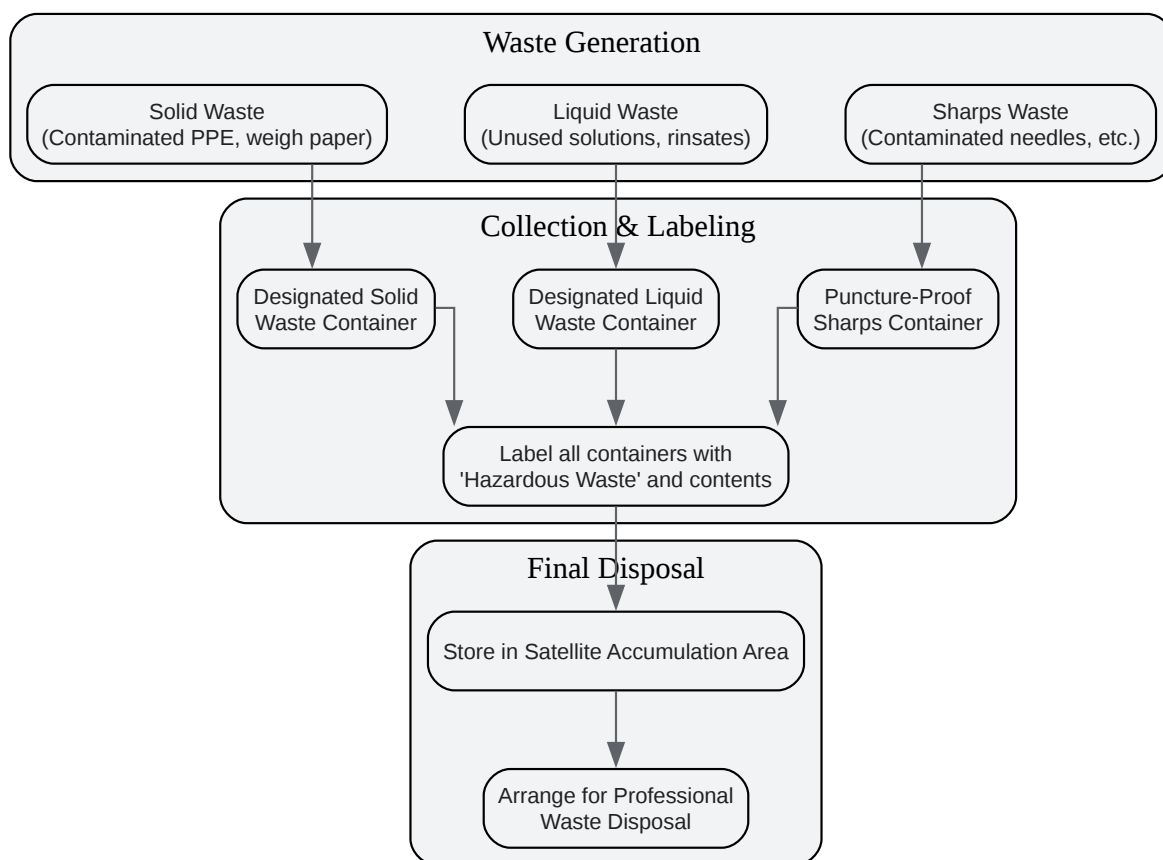 Waste Generation
Solid Waste
(Contaminated PPE, weigh paper)
Liquid Waste
(Unused solutions, rinsates)
Sharps Waste
(Contaminated needles, etc.)
Collection & Labeling
Designated Solid
Waste Container
Designated Liquid
Waste Container
Puncture-Proof
Sharps Container
Label all containers with
'Hazardous Waste' and contents
Final Disposal
Store in Satellite Accumulation Area
Arrange for Professional
Waste Disposal